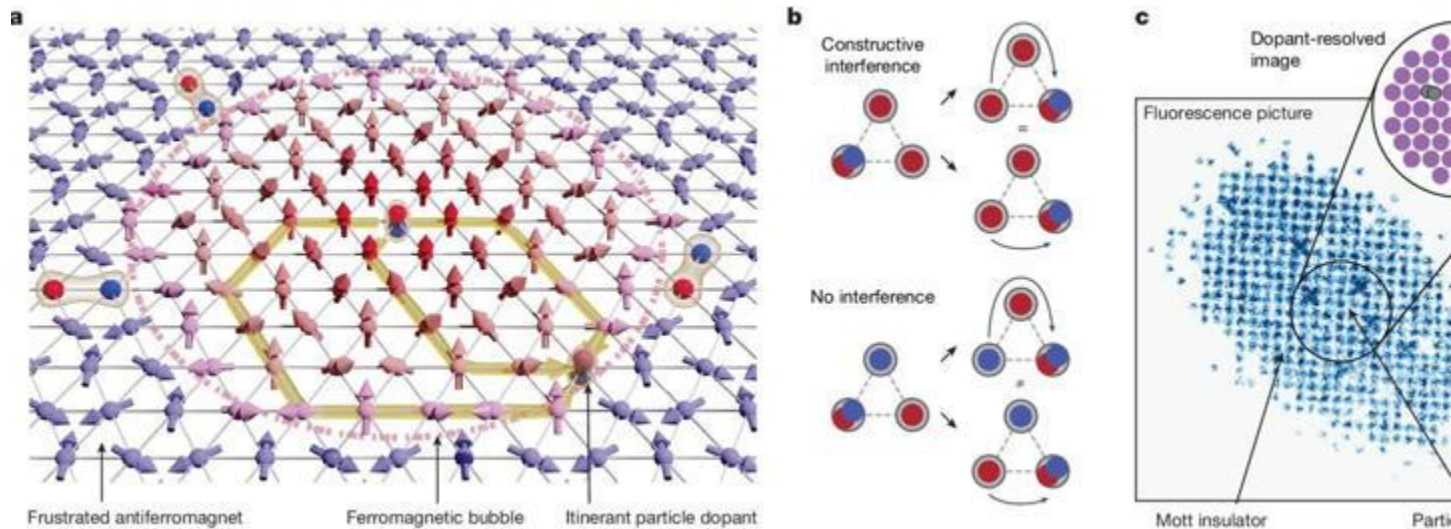 a
Frustrated antiferromagnet
Ferromagnetic bubble
Itinerant particle dopant
b
Constructive
interference
=
No interference
≠
c
Dopant-resolved
image
Fluorescence picture
Mott insulator
Parti